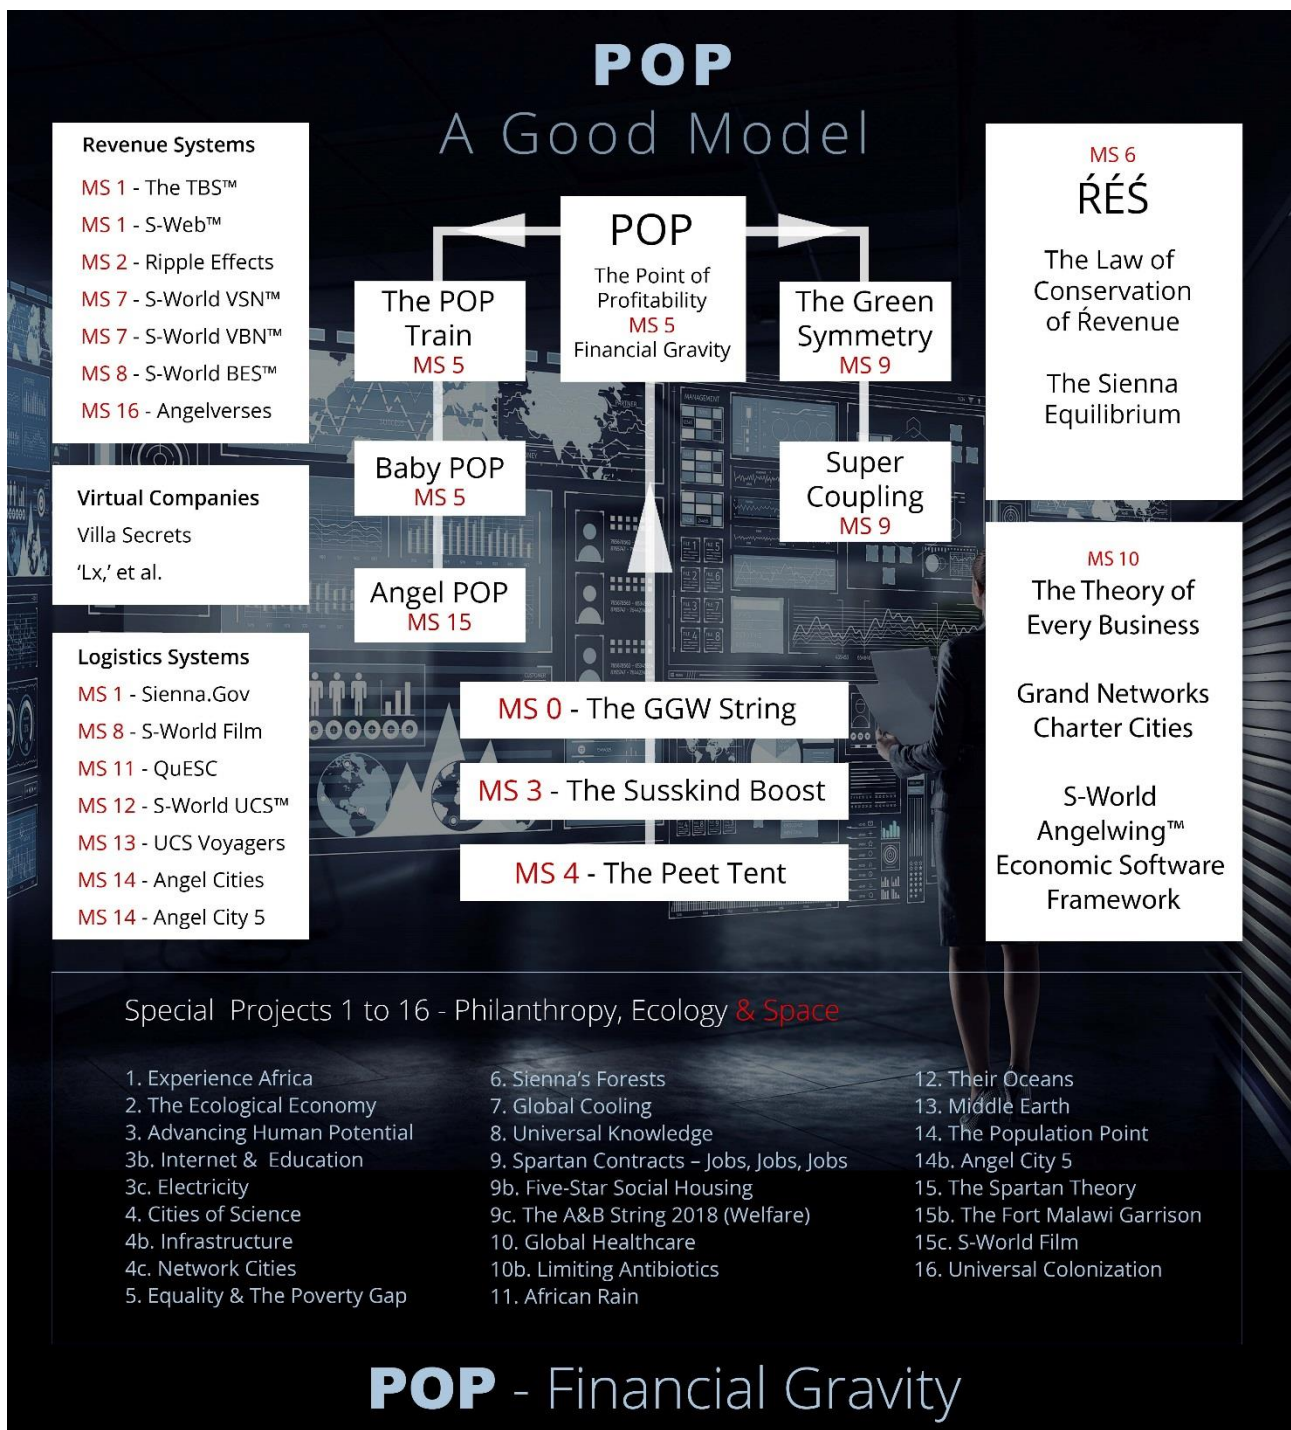 POP
A Good Model
Revenue Systems
MS 1 - The TBS™
MS 1 - S-Web™
MS 2 - Ripple Effects
MS 7 - S-World VSN™
MS 7 - S-World VBN™
MS 8 - S-World BES™
MS 16 - Angelverses
Virtual Companies
Villa Secrets
‘Lx,’ et al.
Logistics Systems
MS 1 - Sienna.Gov
MS 8 - S-World Film
MS 11 - QuESC
MS 12 - S-World UCS™
MS 13 - UCS Voyagers
MS 14 - Angel Cities
MS 14 - Angel City 5
POP
The Point of
Profitability
MS 5
Financial Gravity
The POP
Train
MS 5
Baby POP
MS 5
Angel POP
MS 15
The Green
Symmetry
MS 9
Super
Coupling
MS 9
MS 0 - The GGW String
MS 3 - The Susskind Boost
MS 4 - The Peet Tent
MS 6
ŔÉŚ
The Law of
Conservation
of Ŕevenue
The Sienna
Equilibrium
MS 10
The Theory of
Every Business
Grand Networks
Charter Cities
S-World
Angelwing™
Economic Software
Framework
Special Projects 1 to 16 - Philanthropy, Ecology & Space
1. Experience Africa
2. The Ecological Economy
3. Advancing Human Potential
3b. Internet & Education
3c. Electricity
4. Cities of Science
4b. Infrastructure
4c. Network Cities
5. Equality & The Poverty Gap
6. Sienna’s Forests
7. Global Cooling
8. Universal Knowledge
9. Spartan Contracts – Jobs, Jobs, Jobs
9b. Five-Star Social Housing
9c. The A&B String 2018 (Welfare)
10. Global Healthcare
10b. Limiting Antibiotics
11. African Rain
12. Their Oceans
13. Middle Earth
14. The Population Point
14b. Angel City 5
15. The Spartan Theory
15b. The Fort Malawi Garrison
15c. S-World Film
16. Universal Colonization
POP - Financial Gravity